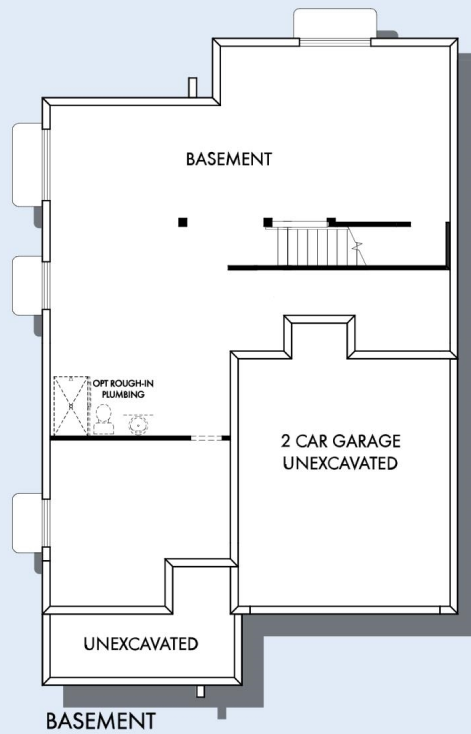 BASEMENT
OPT ROUGH-IN
PLUMBING
2 CAR GARAGE
UNEXCAVATED
UNEXCAVATED
BASEMENT